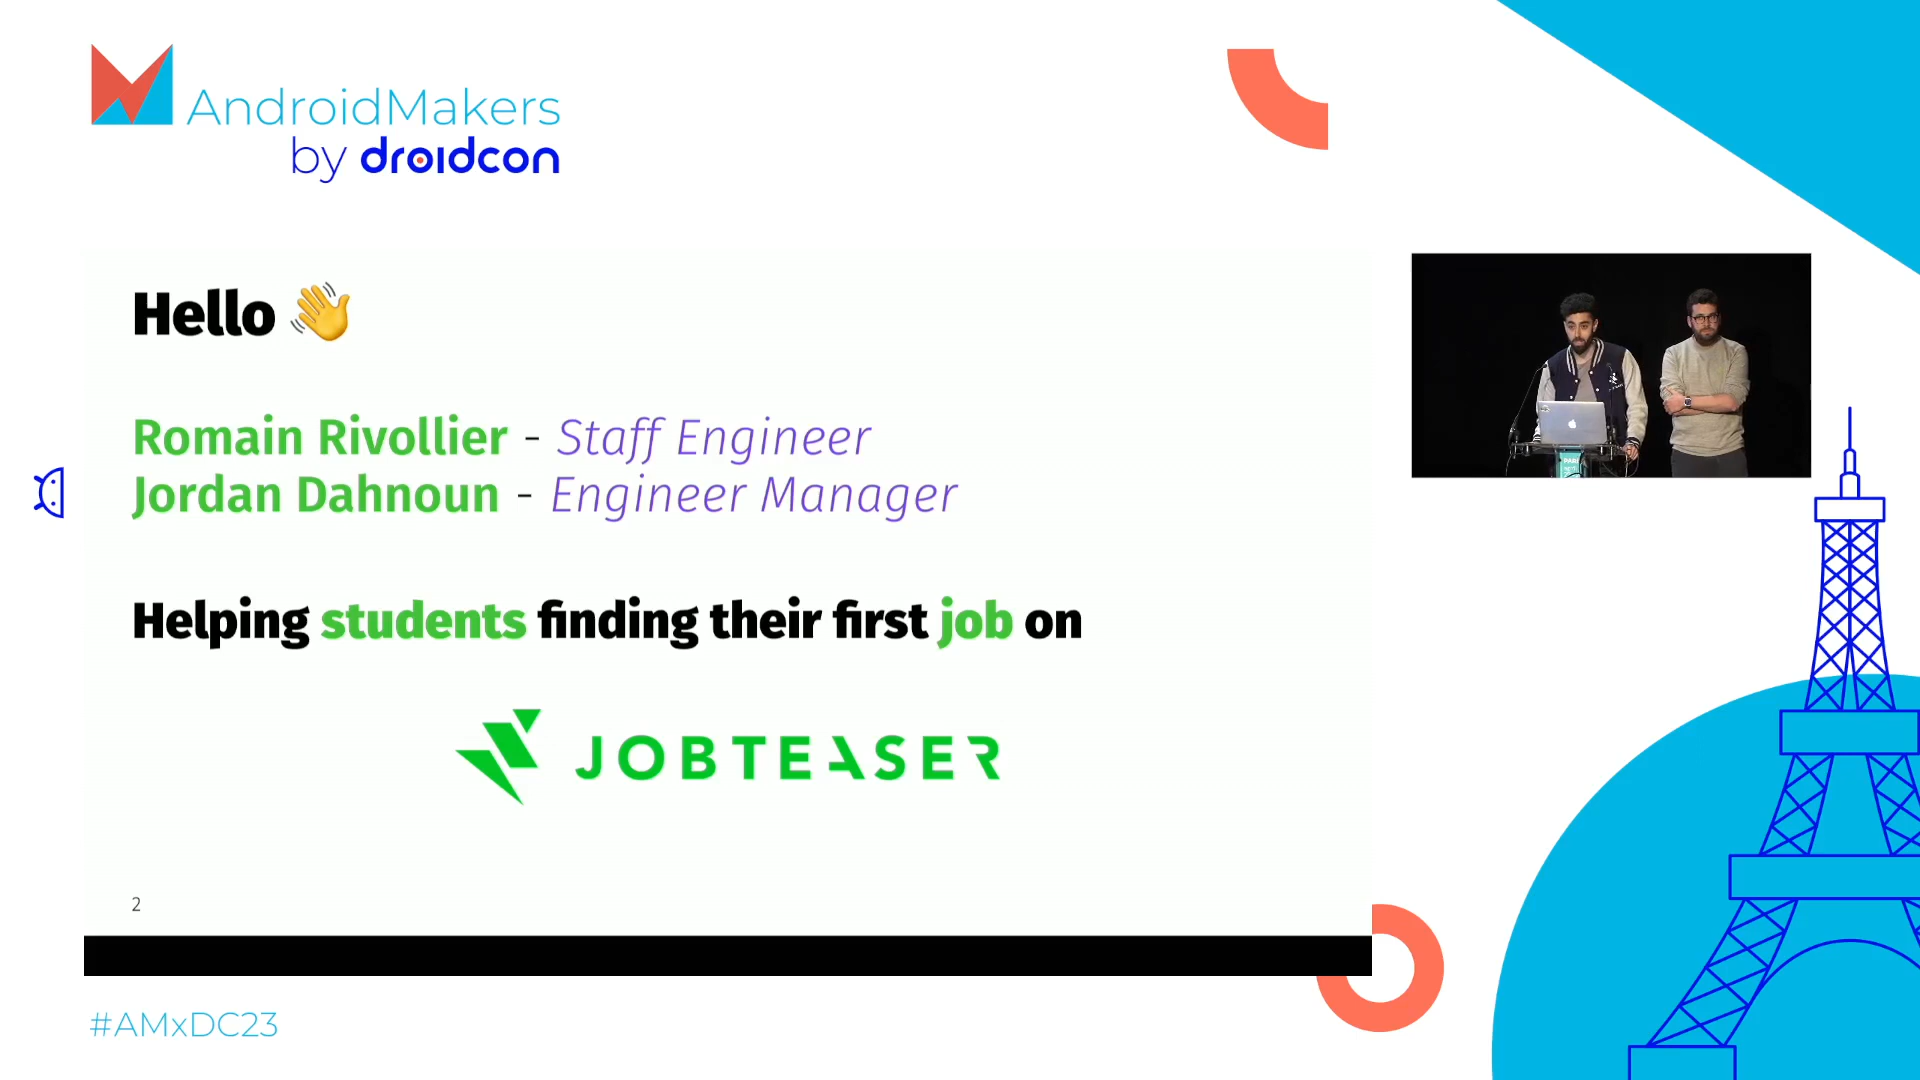 AndroidMakers
by droidcon
Hello 👋
Romain Rivollier - Staff Engineer
Jordan Dahnoun - Engineer Manager
Helping students finding their first job on
JOBTEASER
2
#AMxDC23